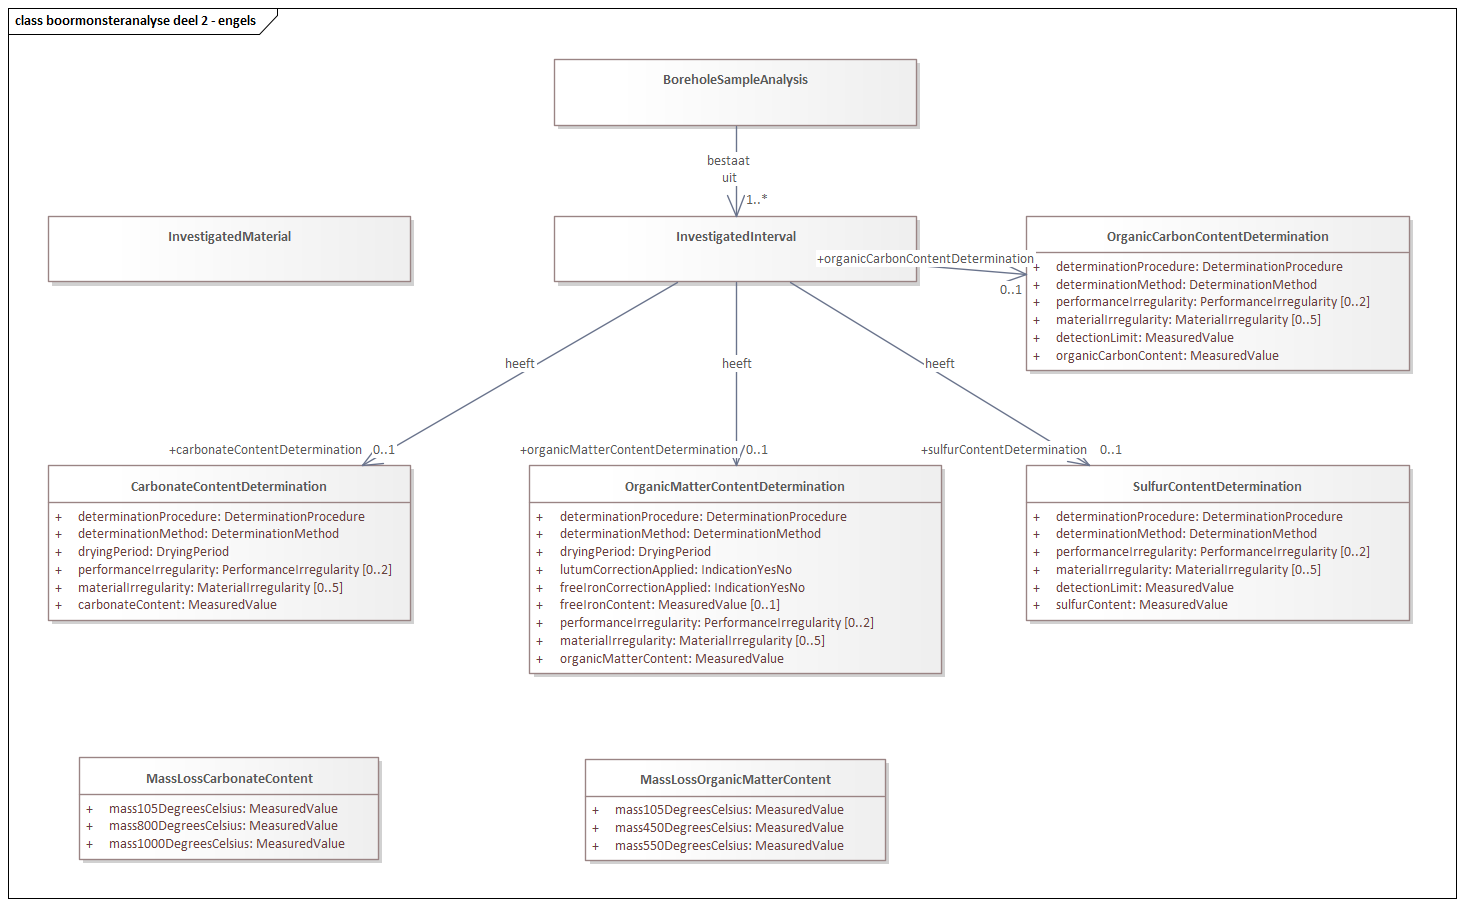 class boormonsteranalyse deel 2 - engels
BoreholeSampleAnalysis
bestaat
uit
/1..*
InvestigatedMaterial
InvestigatedInterval
+organicCarbonContentDetermination
0..1
OrganicCarbonContentDetermination
+ determinationProcedure: DeterminationProcedure
+ determinationMethod: DeterminationMethod
+ performanceIrregularity: PerformanceIrregularity [0..2]
+ materialIrregularity: MaterialIrregularity [0..5]
+ detectionLimit: MeasuredValue
+ organicCarbonContent: MeasuredValue
heeft
heeft
heeft
+carbonateContentDetermination 0..1
+organicMatterContentDetermination /0..1
+sulfurContentDetermination 0..1
CarbonateContentDetermination
+ determinationProcedure: DeterminationProcedure
+ determinationMethod: DeterminationMethod
+ dryingPeriod: DryingPeriod
+ performanceIrregularity: PerformanceIrregularity [0..2]
+ materialIrregularity: MaterialIrregularity [0..5]
+ carbonateContent: MeasuredValue
OrganicMatterContentDetermination
+ determinationProcedure: DeterminationProcedure
+ determinationMethod: DeterminationMethod
+ dryingPeriod: DryingPeriod
+ lutumCorrectionApplied: IndicationYesNo
+ freeIronCorrectionApplied: IndicationYesNo
+ freeIronContent: MeasuredValue [0..1]
+ performanceIrregularity: PerformanceIrregularity [0..2]
+ materialIrregularity: MaterialIrregularity [0..5]
+ organicMatterContent: MeasuredValue
SulfurContentDetermination
+ determinationProcedure: DeterminationProcedure
+ determinationMethod: DeterminationMethod
+ performanceIrregularity: PerformanceIrregularity [0..2]
+ materialIrregularity: MaterialIrregularity [0..5]
+ detectionLimit: MeasuredValue
+ sulfurContent: MeasuredValue
MassLossCarbonateContent
+ mass105DegreesCelsius: MeasuredValue
+ mass800DegreesCelsius: MeasuredValue
+ mass1000DegreesCelsius: MeasuredValue
MassLossOrganicMatterContent
+ mass105DegreesCelsius: MeasuredValue
+ mass450DegreesCelsius: MeasuredValue
+ mass550DegreesCelsius: MeasuredValue